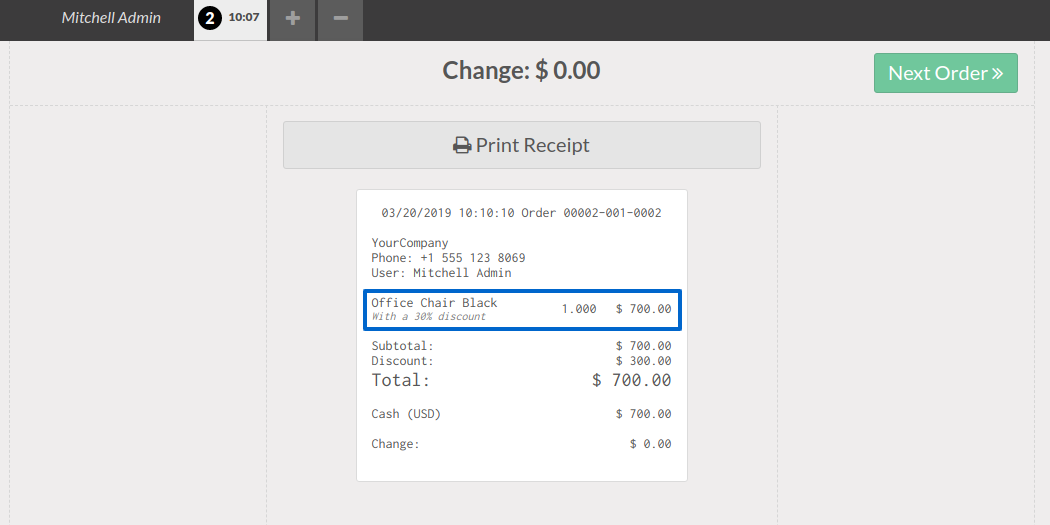 Mitchell Admin 2 10:07 + −
Change: $ 0.00
Next Order »
Print Receipt
03/20/2019 10:10:10 Order 00002-001-0002
YourCompany
Phone: +1 555 123 8069
User: Mitchell Admin
Office Chair Black 1.000 $ 700.00
With a 30% discount
Subtotal: $ 700.00
Discount: $ 300.00
Total: $ 700.00
Cash (USD) $ 700.00
Change: $ 0.00